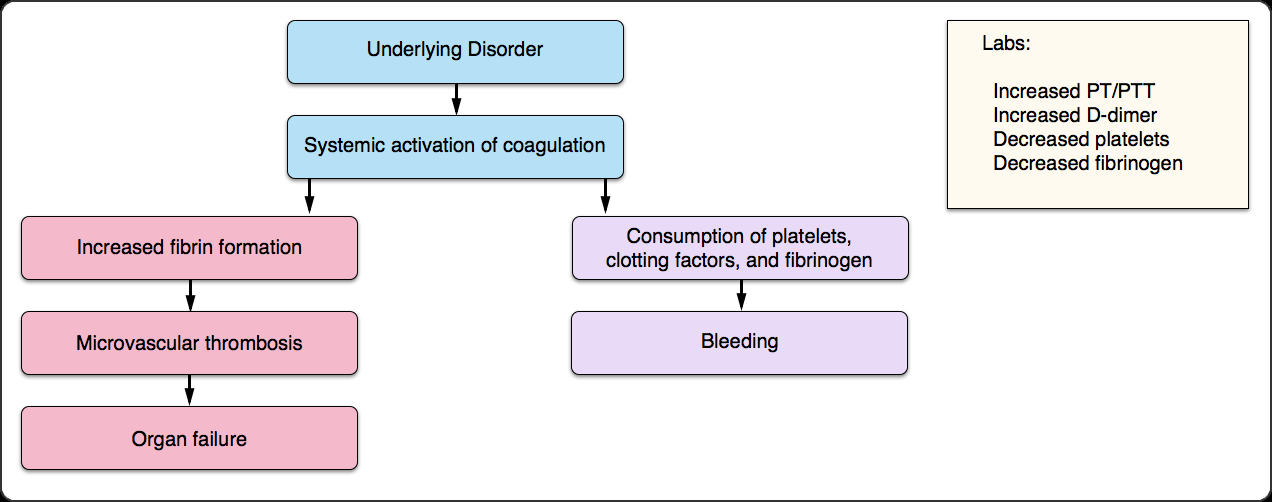 Underlying Disorder
Systemic activation of coagulation
Increased fibrin formation
Microvascular thrombosis
Organ failure
Consumption of platelets,
clotting factors, and fibrinogen
Bleeding
Labs:
Increased PT/PTT
Increased D-dimer
Decreased platelets
Decreased fibrinogen